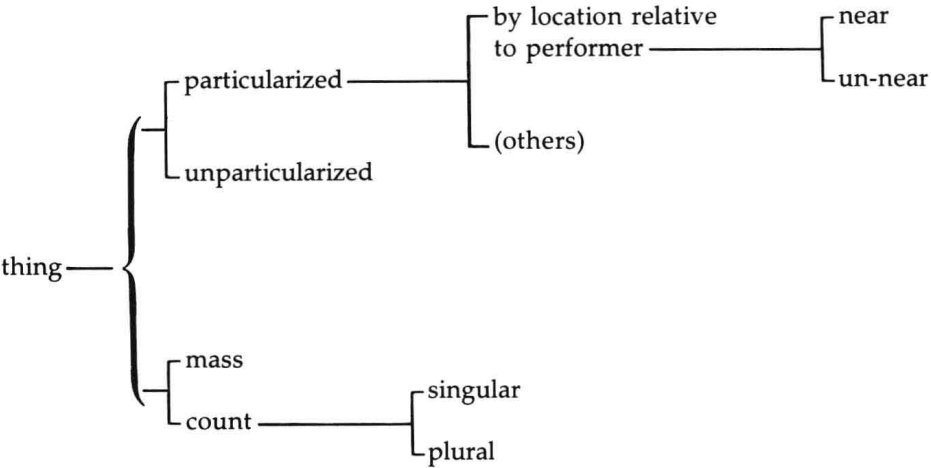 by location relative
to performer
near
un-near
particularized
(others)
unparticularized
thing
mass
count
singular
plural